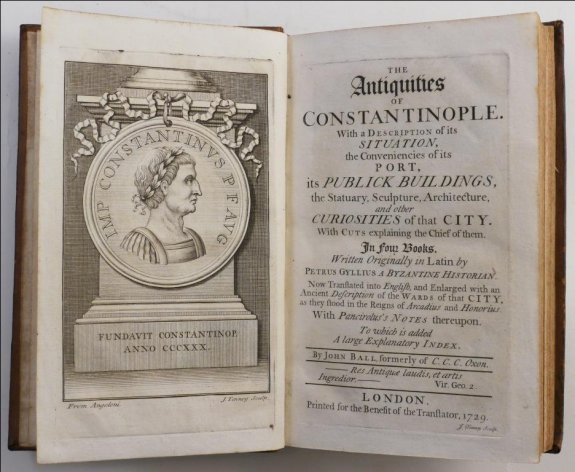 IMP CONSTANTINVS P F AVG
FUNDAVIT CONSTANTINOP.
ANNO CCCXXX.
From Angeloni.
J. Tinney Sculp.
THE
Antiquities
OF
CONSTANTINOPLE.
With a DESCRIPTION of its
SITUATION,
the Conveniencies of its
PORT,
its PUBLICK BUILDINGS,
the Statuary, Sculpture, Architecture,
and other
CURIOSITIES of that CITY.
With CUTS explaining the Chief of them.
In Four Books.
Written Originally in Latin by
PETRUS GYLLIUS A BYZANTINE HISTORIAN.
Now Translated into English, and Enlarged with an
Ancient Description of the WARDS of that CITY,
as they stood in the Reigns of Arcadius and Honorius.
With Pancirolus's NOTES thereupon.
To which is added
A large Explanatory INDEX.
By JOHN BALL, formerly of C. C. C. Oxon.
Res Antiquæ laudis, et artis
Ingredior. Vir. Geo. 2.
LONDON.
Printed for the Benefit of the Translator, 1729.
J. Tinney Sculp.